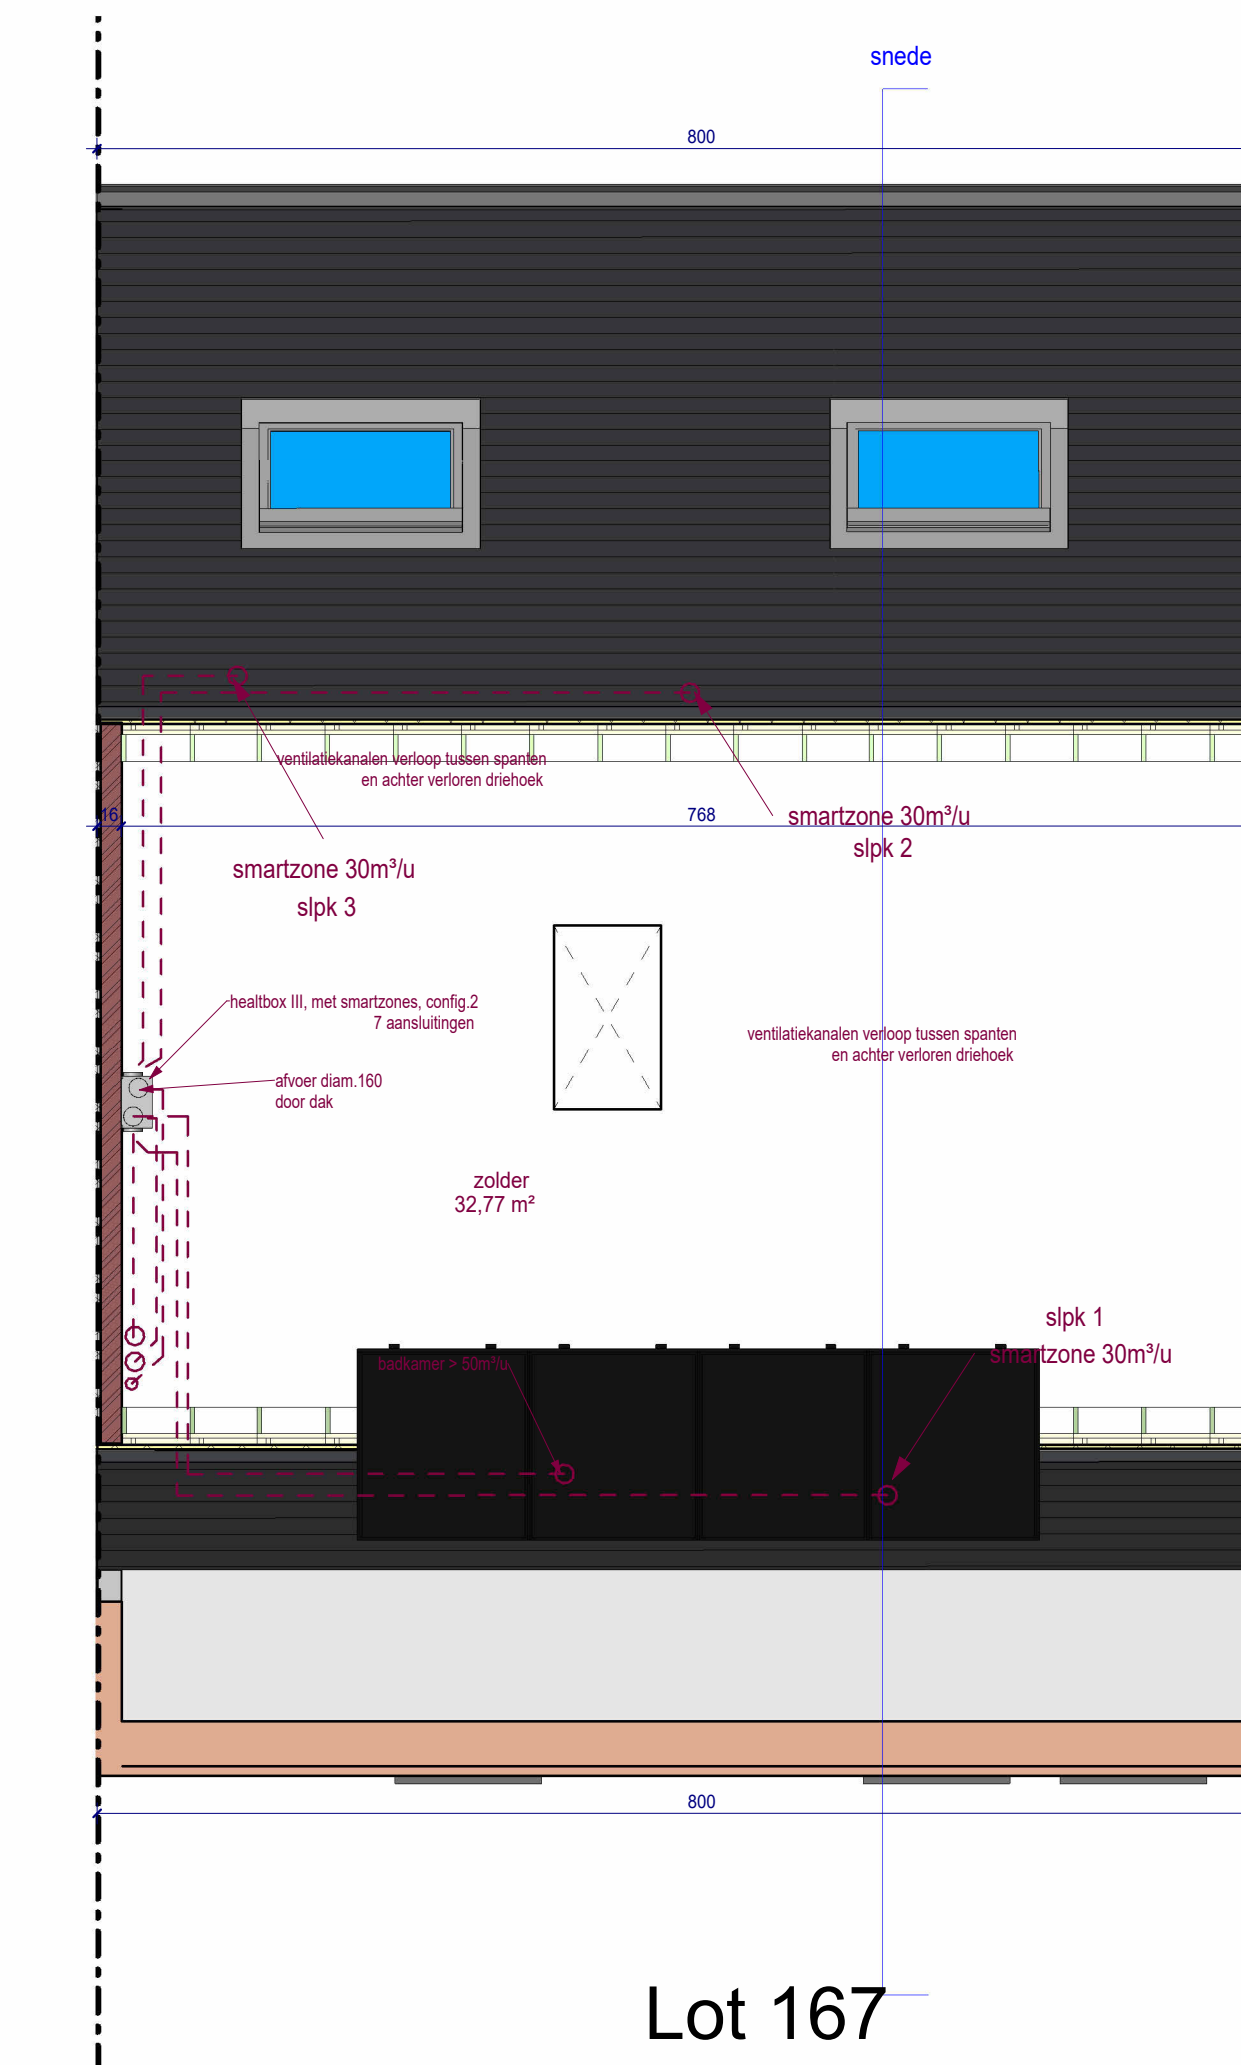 snede
800
ventilatiekanalen verloop tussen spanten
en achter verloren driehoek
16
768
smartzone 30m³/u
slpk 2
smartzone 30m³/u
slpk 3
healtbox III, met smartzones, config.2
7 aansluitingen
ventilatiekanalen verloop tussen spanten
en achter verloren driehoek
afvoer diam.160
door dak
zolder
32,77 m²
slpk 1
smartzone 30m³/u
badkamer > 50m³/u
800
Lot 167